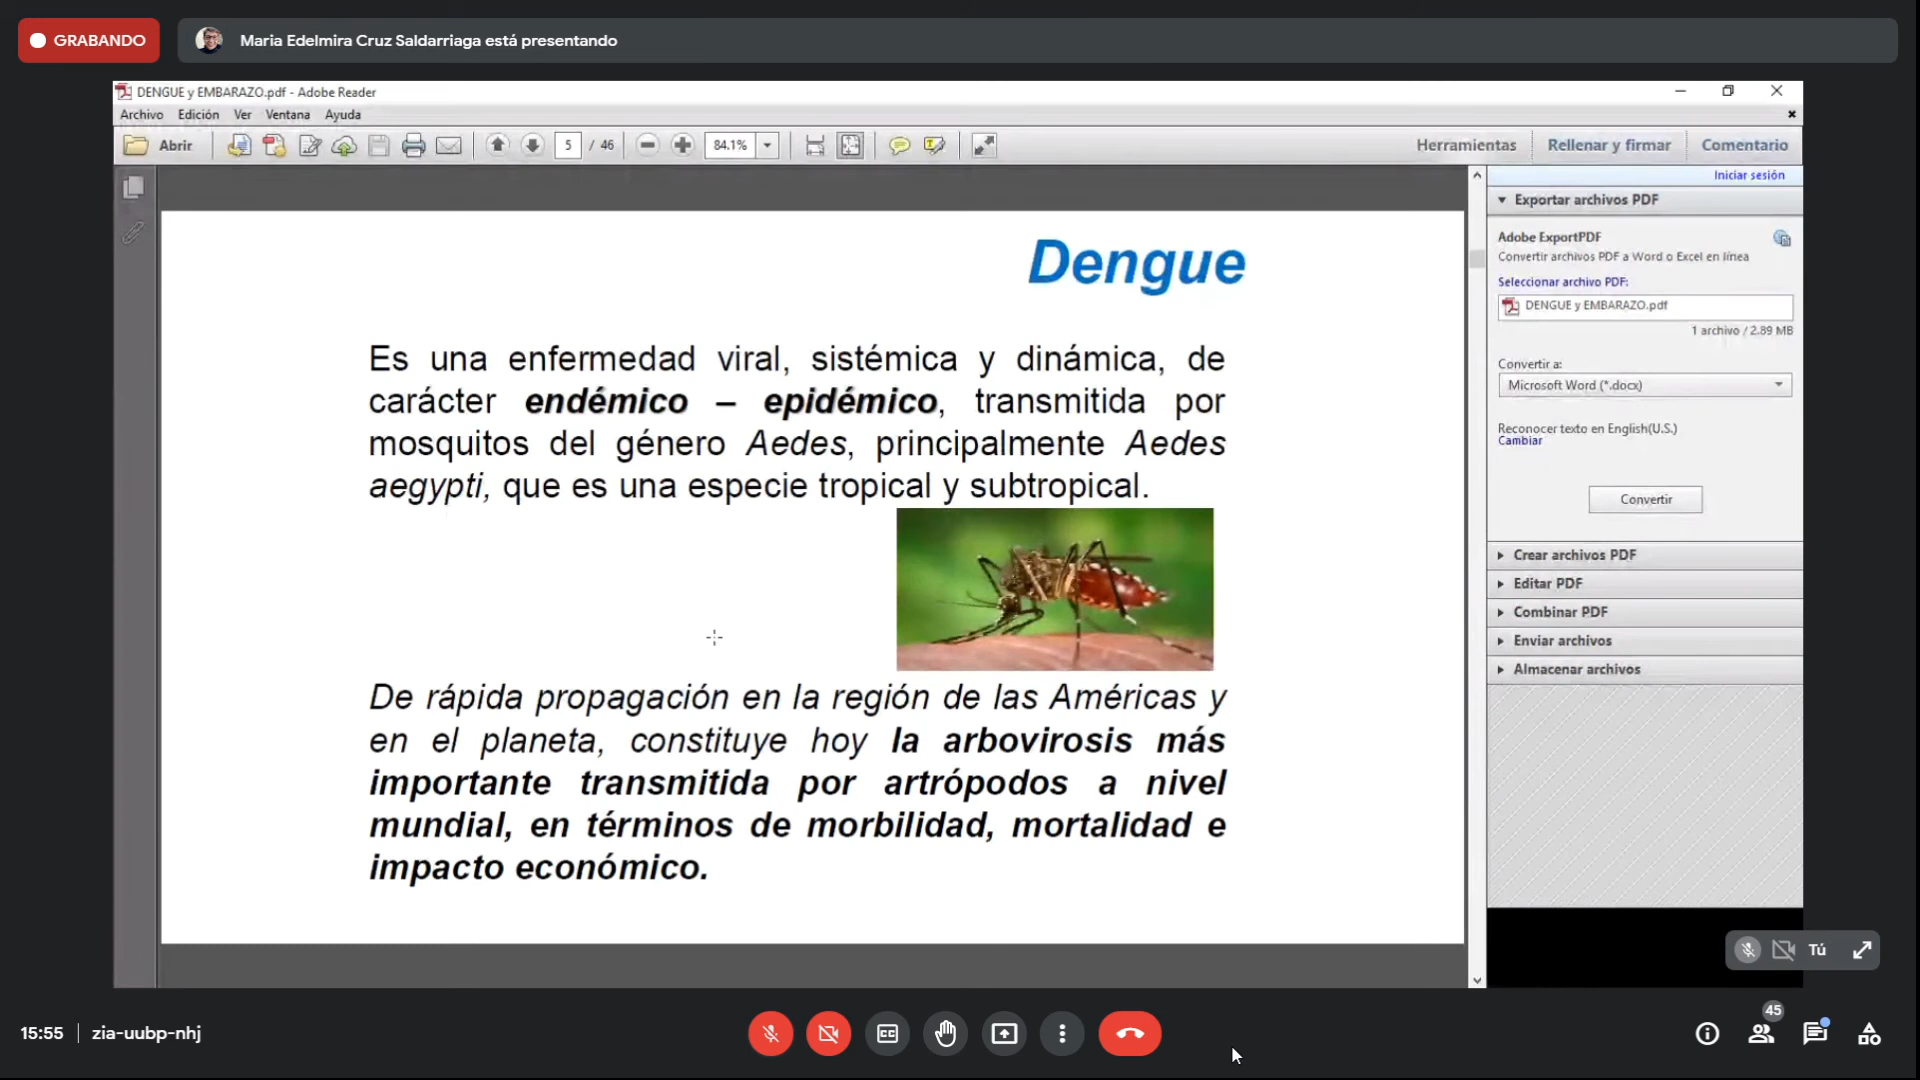 GRABANDO
Maria Edelmira Cruz Saldarriaga está presentando
DENGUE y EMBARAZO.pdf - Adobe Reader
Archivo Edición Ver Ventana Ayuda
Abrir 5 / 46 84.1% Herramientas Rellenar y firmar Comentario
Iniciar sesión
Exportar archivos PDF
Adobe ExportPDF
Convertir archivos PDF a Word o Excel en línea
Seleccionar archivo PDF:
DENGUE y EMBARAZO.pdf
1 archivo / 2.89 MB
Convertir a:
Microsoft Word (*.docx)
Reconocer texto en English(U.S.)
Cambiar
Convertir
Crear archivos PDF
Editar PDF
Combinar PDF
Enviar archivos
Almacenar archivos
Dengue
Es una enfermedad viral, sistémica y dinámica, de
carácter endémico – epidémico, transmitida por
mosquitos del género Aedes, principalmente Aedes
aegypti, que es una especie tropical y subtropical.
De rápida propagación en la región de las Américas y
en el planeta, constituye hoy la arbovirosis más
importante transmitida por artrópodos a nivel
mundial, en términos de morbilidad, mortalidad e
impacto económico.
Tú
15:55 zia-uubp-nhj
45